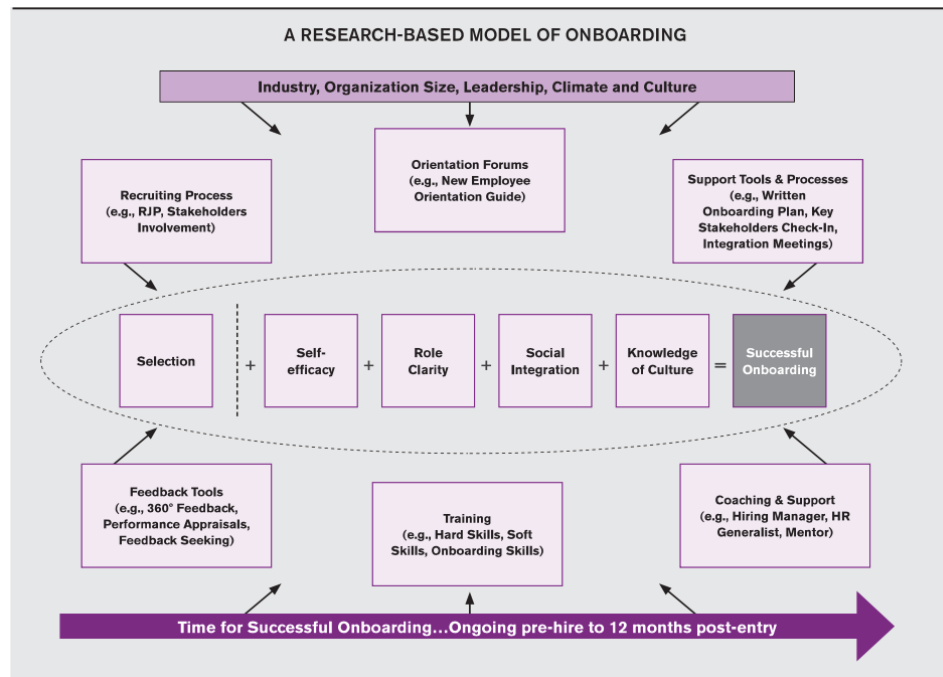 A RESEARCH-BASED MODEL OF ONBOARDING
Industry, Organization Size, Leadership, Climate and Culture
Recruiting Process
(e.g., RJP, Stakeholders
Involvement)
Orientation Forums
(e.g., New Employee
Orientation Guide)
Support Tools & Processes
(e.g., Written
Onboarding Plan, Key
Stakeholders Check-In,
Integration Meetings)
Selection
+
Self-
efficacy
+
Role
Clarity
+
Social
Integration
+
Knowledge
of Culture
=
Successful
Onboarding
Feedback Tools
(e.g., 360° Feedback,
Performance Appraisals,
Feedback Seeking)
Training
(e.g., Hard Skills, Soft
Skills, Onboarding Skills)
Coaching & Support
(e.g., Hiring Manager, HR
Generalist, Mentor)
Time for Successful Onboarding...Ongoing pre-hire to 12 months post-entry